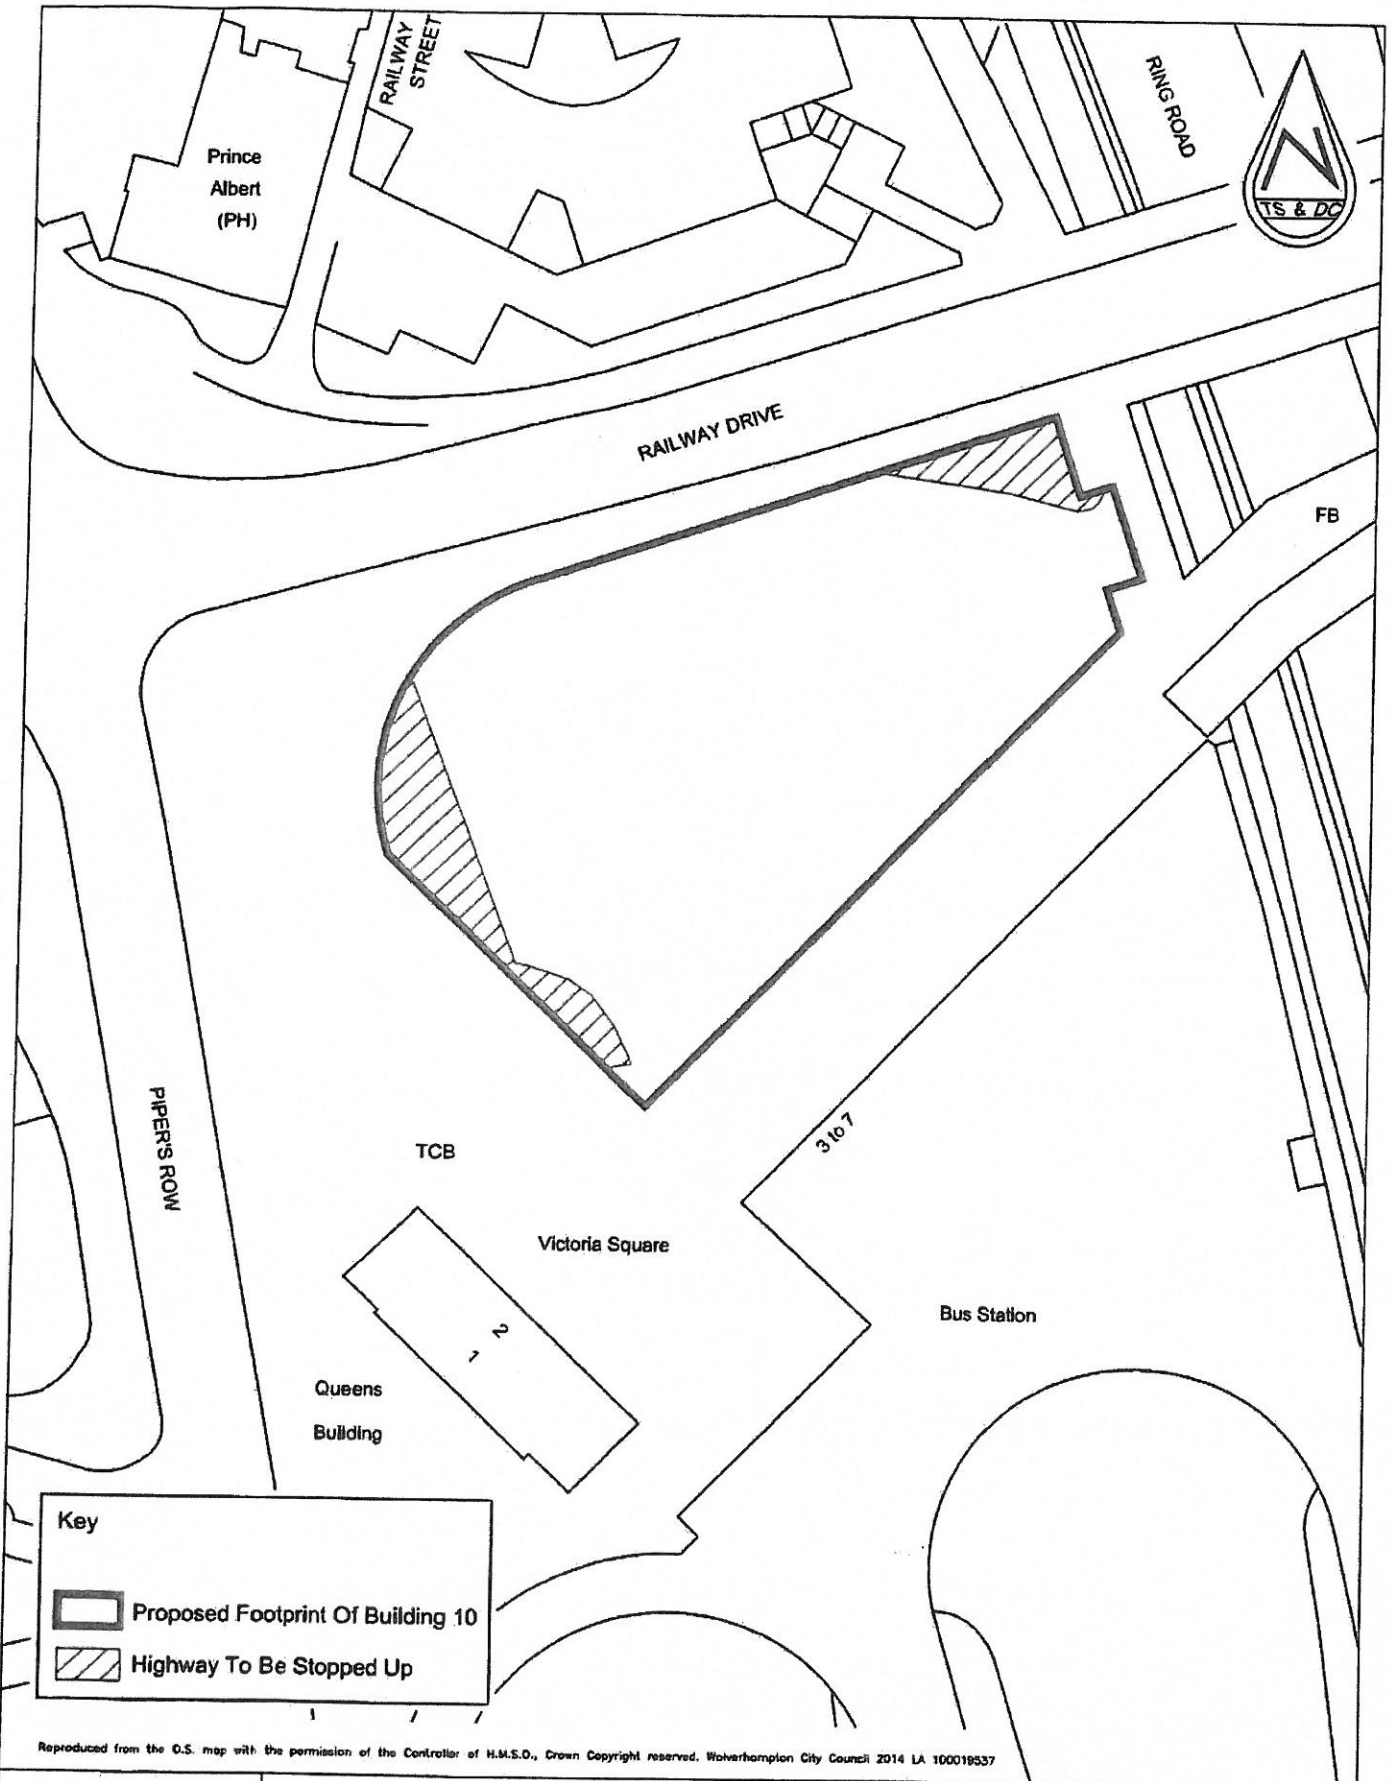 RAILWAY
STREET
RING ROAD
Prince
Albert
(PH)
N
TS & DC
RAILWAY DRIVE
FB
PIPER'S ROW
TCB
3 to 7
Victoria Square
Bus Station
2
1
Queens
Building
Key
Proposed Footprint Of Building 10
Highway To Be Stopped Up
Reproduced from the O.S. map with the permission of the Controller of H.M.S.O., Crown Copyright reserved. Wolverhampton City Council 2014 LA 100019537